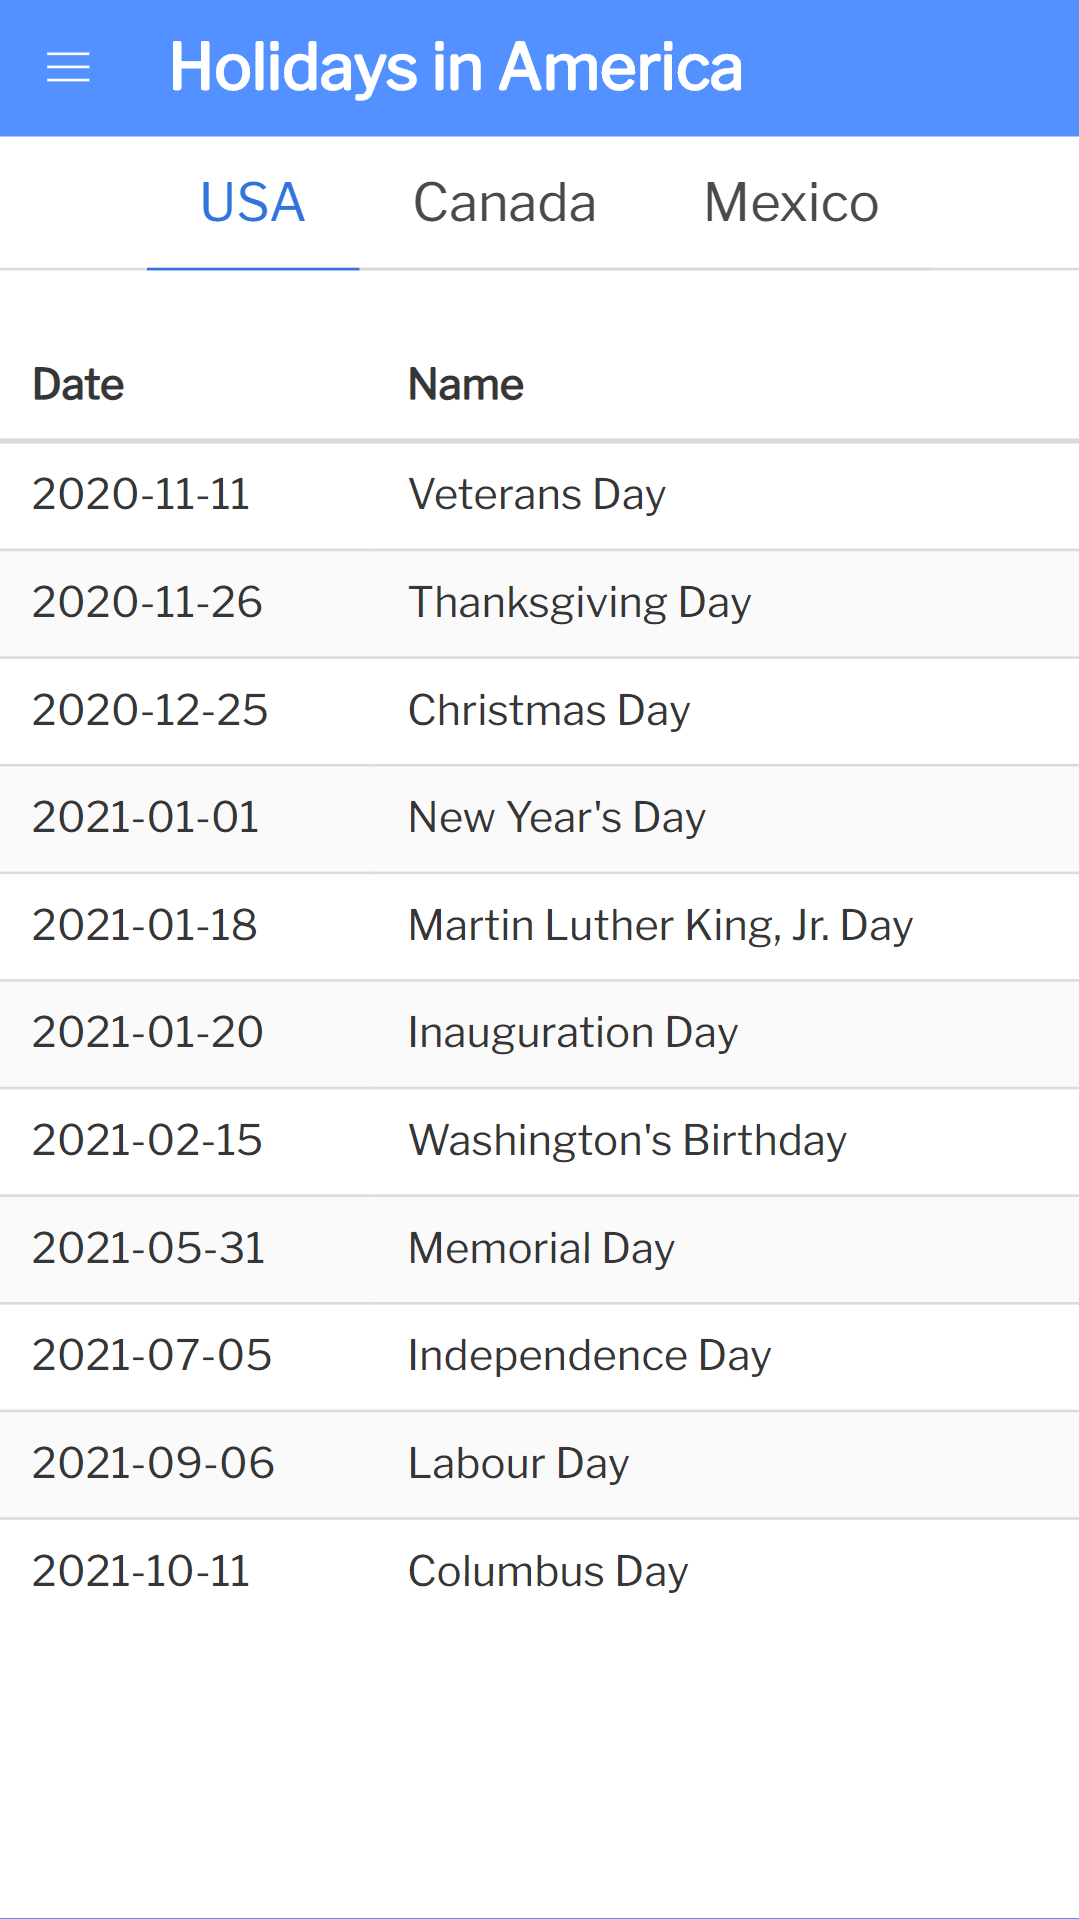 Holidays in America
USA Canada Mexico
Date Name
2020-11-11 Veterans Day
2020-11-26 Thanksgiving Day
2020-12-25 Christmas Day
2021-01-01 New Year's Day
2021-01-18 Martin Luther King, Jr. Day
2021-01-20 Inauguration Day
2021-02-15 Washington's Birthday
2021-05-31 Memorial Day
2021-07-05 Independence Day
2021-09-06 Labour Day
2021-10-11 Columbus Day